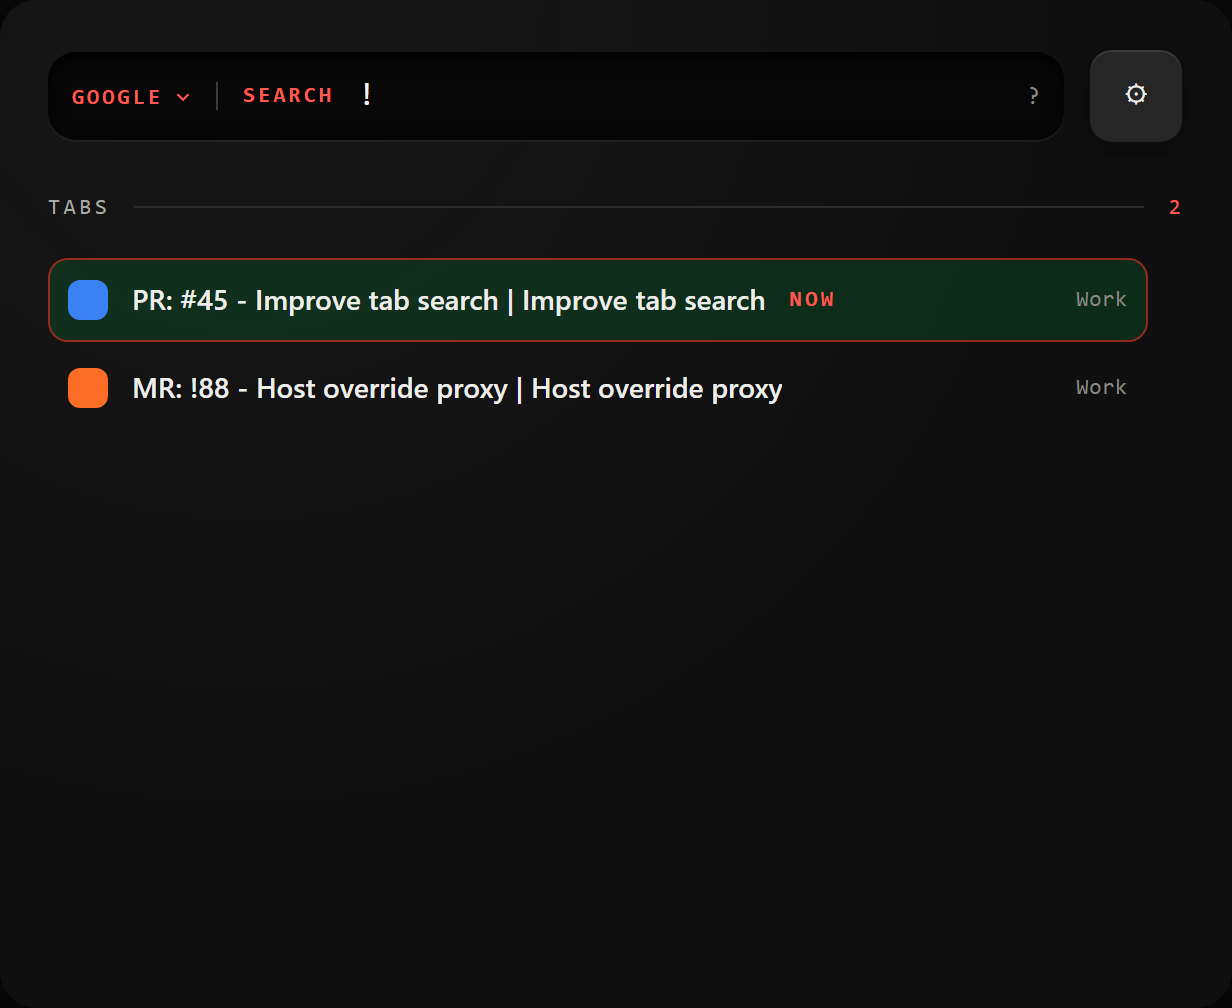 GOOGLE SEARCH ! ?
TABS 2
PR: #45 - Improve tab search | Improve tab search NOW Work
MR: !88 - Host override proxy | Host override proxy Work